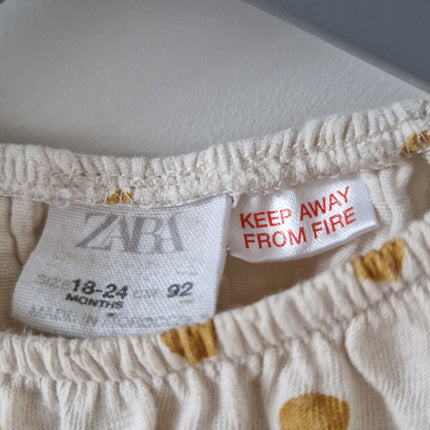 ZARA
SIZE 18-24 CM 92
MONTHS
MADE IN MOROCCO
KEEP AWAY
FROM FIRE